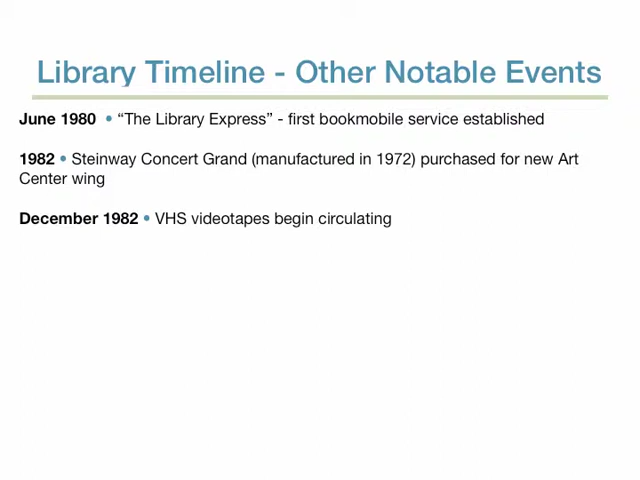 Library Timeline - Other Notable Events
June 1980 • “The Library Express” - first bookmobile service established
1982 • Steinway Concert Grand (manufactured in 1972) purchased for new Art
Center wing
December 1982 • VHS videotapes begin circulating